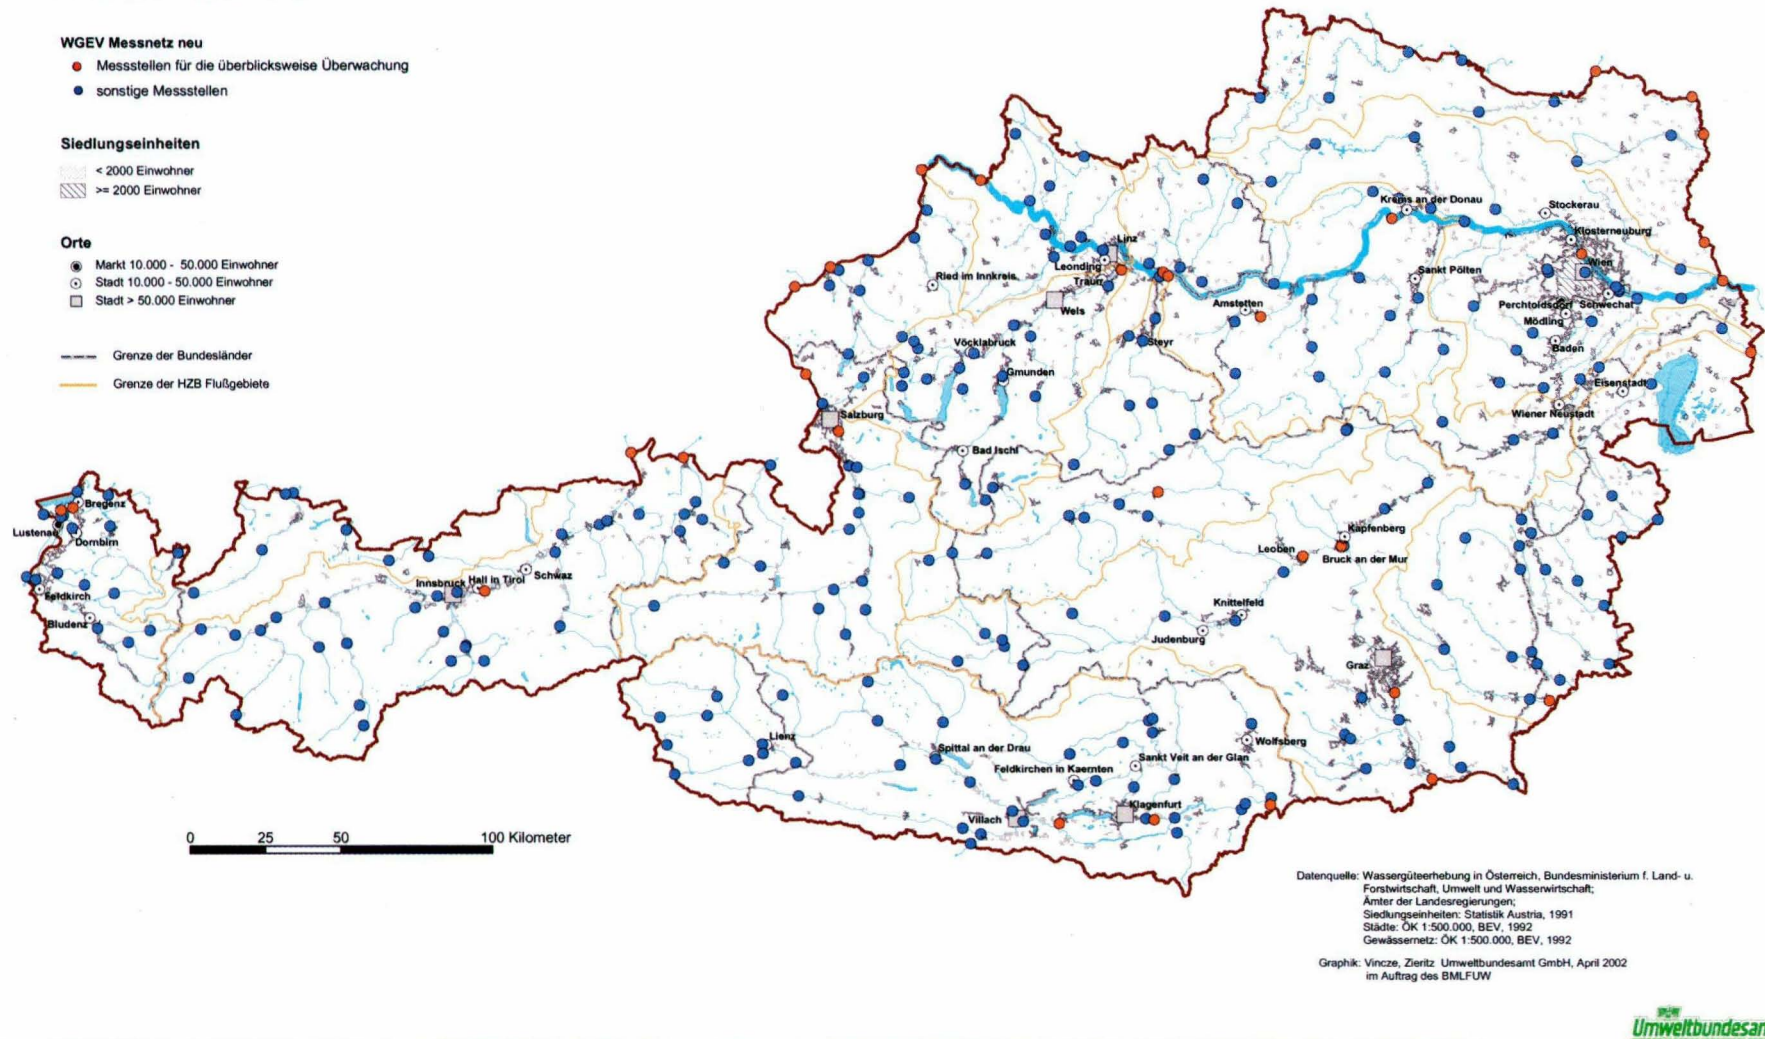 WGEV Messnetz neu
Messstellen für die überblicksweise Überwachung
sonstige Messstellen
Siedlungseinheiten
< 2000 Einwohner
>= 2000 Einwohner
Orte
Markt 10.000 - 50.000 Einwohner
Stadt 10.000 - 50.000 Einwohner
Stadt > 50.000 Einwohner
Grenze der Bundesländer
Grenze der HZB Flußgebiete
Krems an der Donau
Stockerau
Klosterneuburg
Linz
Wien
Leonding
Sankt Pölten
Ried im Innkreis
Traun
Amstetten
Perchtoldsdorf
Schwechat
Wels
Mödling
Steyr
Baden
Vöcklabruck
Gmunden
Eisenstadt
Salzburg
Wiener Neustadt
Bad Ischl
Bregenz
Lustenau
Dornbirn
Kapfenberg
Leoben
Bruck an der Mur
Schwaz
Innsbruck
Hall in Tirol
Feldkirch
Knittelfeld
Bludenz
Judenburg
Graz
Lienz
Spittal an der Drau
Wolfsberg
Sankt Veit an der Glan
Feldkirchen in Kaernten
Klagenfurt
Villach
0 25 50 100 Kilometer
Datenquelle: Wassergüteerhebung in Österreich, Bundesministerium f. Land- u.
Forstwirtschaft, Umwelt und Wasserwirtschaft;
Ämter der Landesregierungen;
Siedlungseinheiten: Statistik Austria, 1991
Städte: ÖK 1:500.000, BEV, 1992
Gewässernetz: ÖK 1:500.000, BEV, 1992
Graphik: Vincze, Zieritz Umweltbundesamt GmbH, April 2002
im Auftrag des BMLFUW
Umweltbundesam